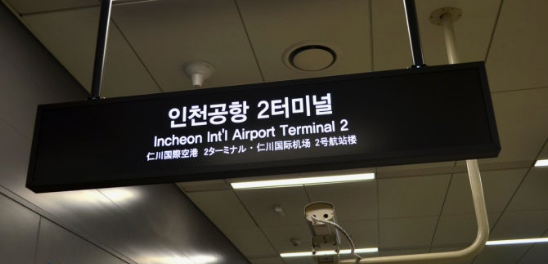 인천공항 2터미널
Incheon Int'l Airport Terminal 2
仁川国際空港 2ターミナル · 仁川国际机场 2号航站楼